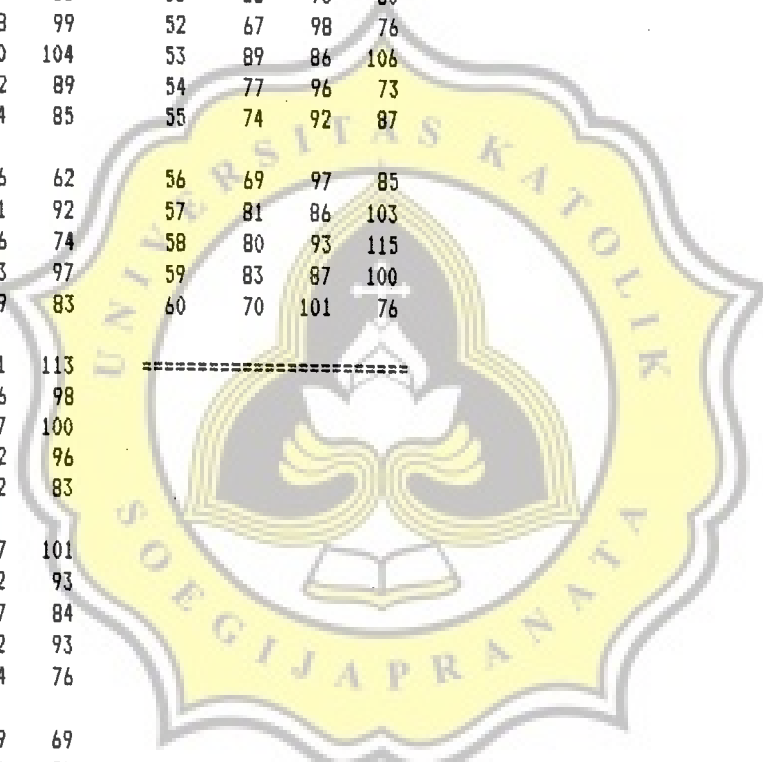 99 52 67 98 76
104 53 89 86 106
89 54 77 96 73
85 55 74 92 87
62 56 69 97 85
92 57 81 86 103
74 58 80 93 115
97 59 83 87 100
83 60 70 101 76
113 =====================
98
100
96
83
101
93
84
93
76
69
UNIVERSITAS KATOLIK
SOEGIJAPRANATA